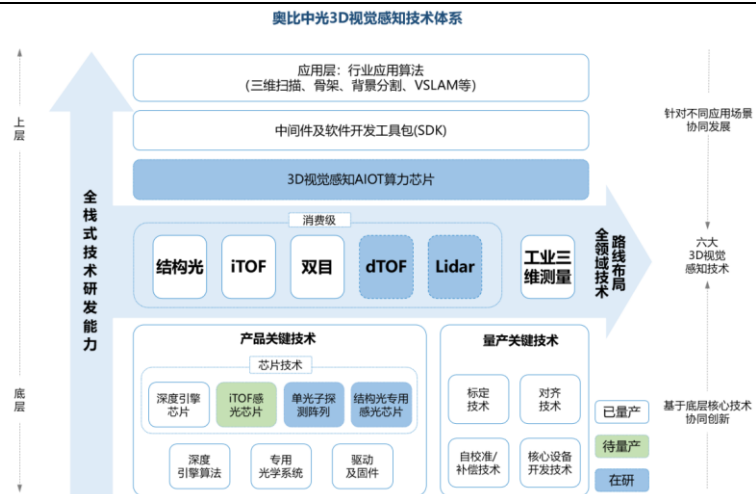 奥比中光3D视觉感知技术体系
上
层
底
层
全
栈
式
技
术
研
发
能
力
应用层：行业应用算法
(三维扫描、骨架、背景分割、VSLAM等)
中间件及软件开发工具包(SDK)
3D视觉感知AIOT算力芯片
消费级
结构光
iTOF
双目
dTOF
Lidar
工业三
维测量
全领域技术
路线布局
针对不同应用场景
协同发展
六大
3D视觉
感知技术
基于底层核心技术
协同创新
产品关键技术
芯片技术
深度引擎
芯片
iTOF感
光芯片
单光子探
测阵列
结构光专用
感光芯片
深度
引擎算法
专用
光学系统
驱动
及固件
量产关键技术
标定
技术
对齐
技术
自校准/
补偿技术
核心设备
开发技术
已量产
待量产
在研